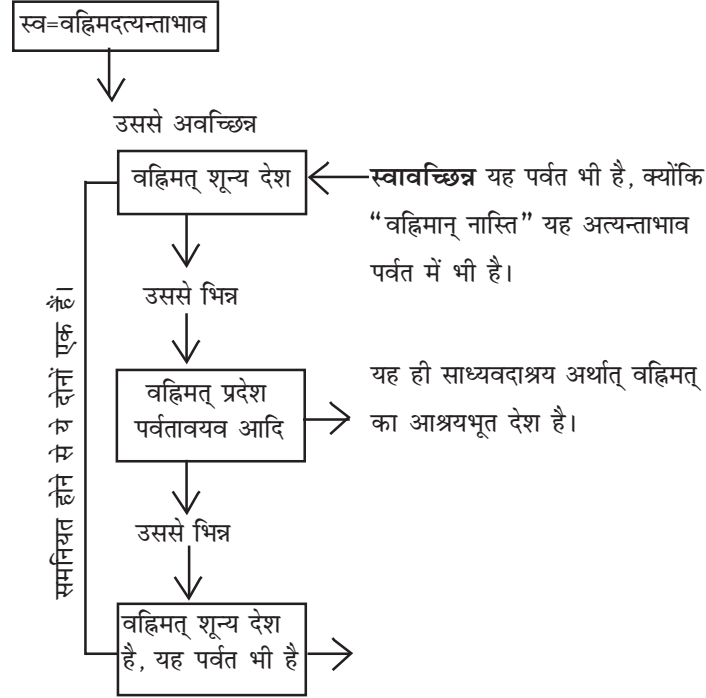 स्व=वह्निमदत्यन्ताभाव
उससे अवच्छिन्न
वह्निमत् शून्य देश
स्वावच्छिन्न यह पर्वत भी है, क्योंकि
“वह्निमान् नास्ति” यह अत्यन्ताभाव
पर्वत में भी है।
उससे भिन्न
वह्निमत् प्रदेश
पर्वतावयव आदि
यह ही साध्यवदाश्रय अर्थात् वह्निमत्
का आश्रयभूत देश है।
उससे भिन्न
वह्निमत् शून्य देश
है, यह पर्वत भी है
समनियत होने से ये दोनों एक हैं।